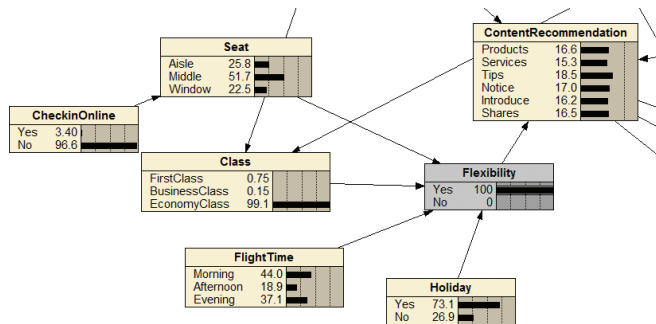 ContentRecommendation
Products 16.6
Services 15.3
Tips 18.5
Notice 17.0
Introduce 16.2
Shares 16.5
Seat
Aisle 25.8
Middle 51.7
Window 22.5
CheckinOnline
Yes 3.40
No 96.6
Class
FirstClass 0.75
BusinessClass 0.15
EconomyClass 99.1
Flexibility
Yes 100
No 0
FlightTime
Morning 44.0
Afternoon 18.9
Evening 37.1
Holiday
Yes 73.1
No 26.9